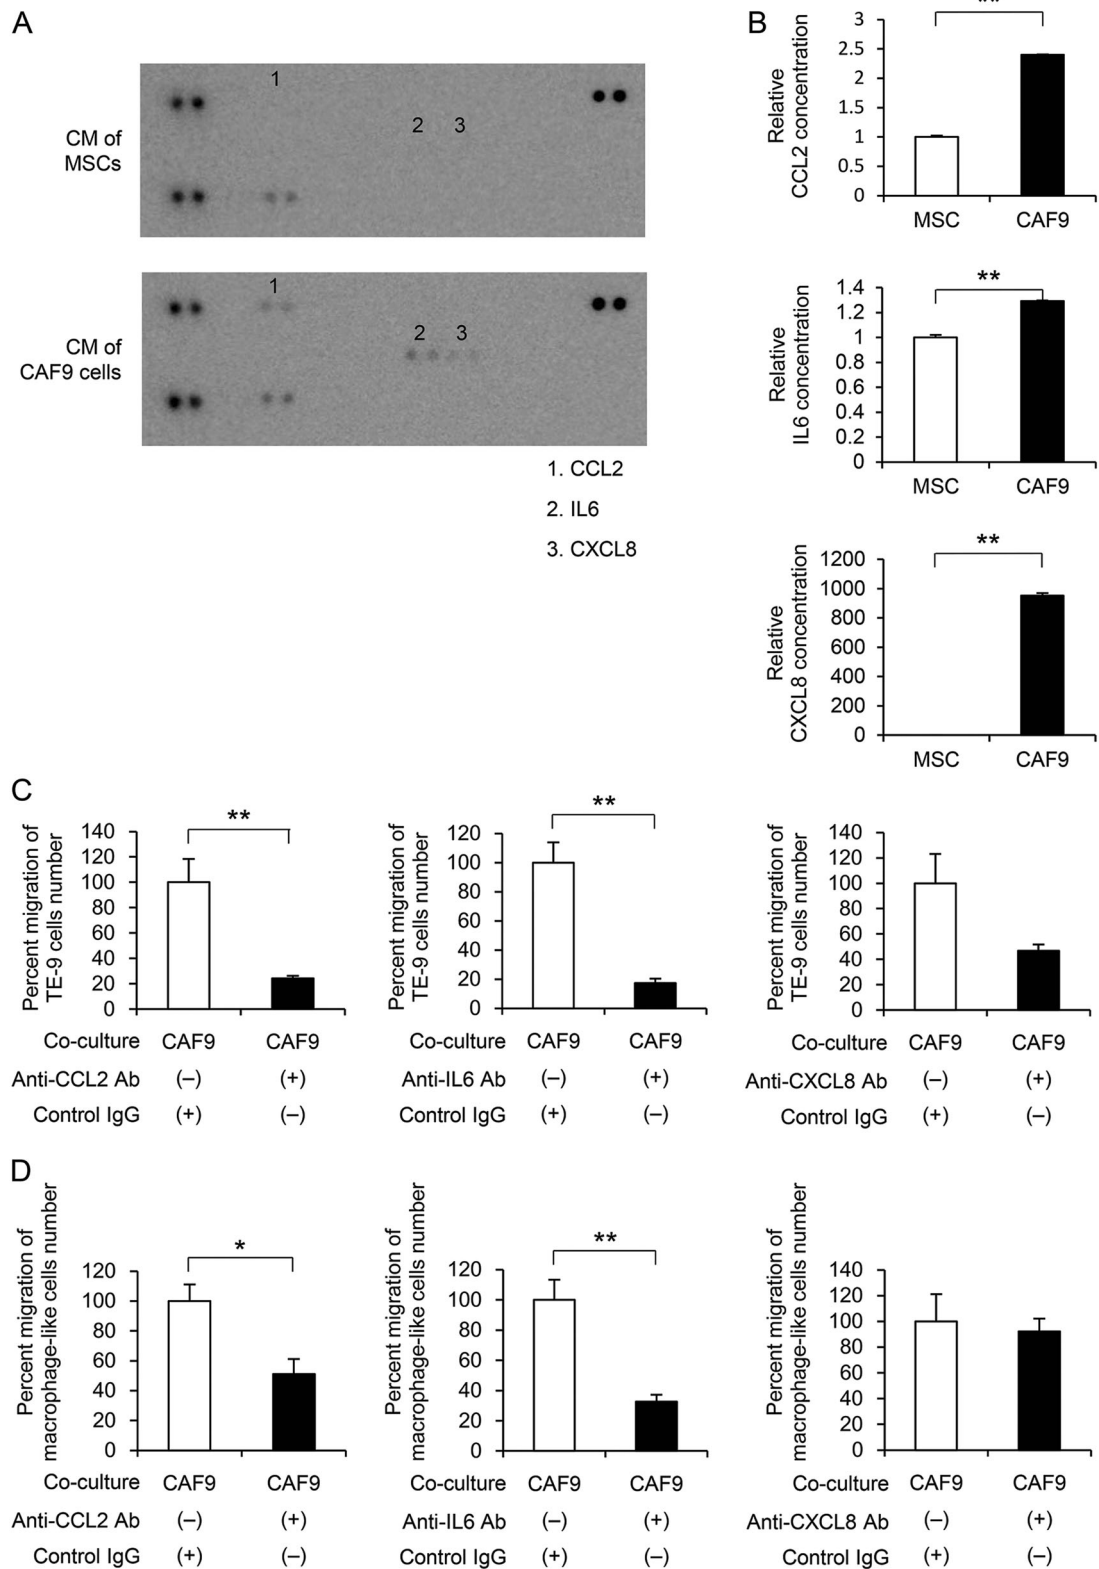 A
1
2 3
CM of
MSCs
1
2 3
CM of
CAF9 cells
1. CCL2
2. IL6
3. CXCL8
B
**
Relative
CCL2 concentration
3
2.5
2
1.5
1
0.5
0
MSC CAF9
**
Relative
IL6 concentration
1.4
1.2
1
0.8
0.6
0.4
0.2
0
MSC CAF9
**
Relative
CXCL8 concentration
1200
1000
800
600
400
200
0
MSC CAF9
C
Percent migration of
TE-9 cells number
140
120
100
80
60
40
20
0
**
Co-culture CAF9 CAF9
Anti-CCL2 Ab (–) (+)
Control IgG (+) (–)
Percent migration of
TE-9 cells number
120
100
80
60
40
20
0
**
Co-culture CAF9 CAF9
Anti-IL6 Ab (–) (+)
Control IgG (+) (–)
Percent migration of
TE-9 cells number
140
120
100
80
60
40
20
0
Co-culture CAF9 CAF9
Anti-CXCL8 Ab (–) (+)
Control IgG (+) (–)
D
Percent migration of
macrophage-like cells number
120
100
80
60
40
20
0
*
Co-culture CAF9 CAF9
Anti-CCL2 Ab (–) (+)
Control IgG (+) (–)
Percent migration of
macrophage-like cells number
120
100
80
60
40
20
0
**
Co-culture CAF9 CAF9
Anti-IL6 Ab (–) (+)
Control IgG (+) (–)
Percent migration of
macrophage-like cells number
140
120
100
80
60
40
20
0
Co-culture CAF9 CAF9
Anti-CXCL8 Ab (–) (+)
Control IgG (+) (–)